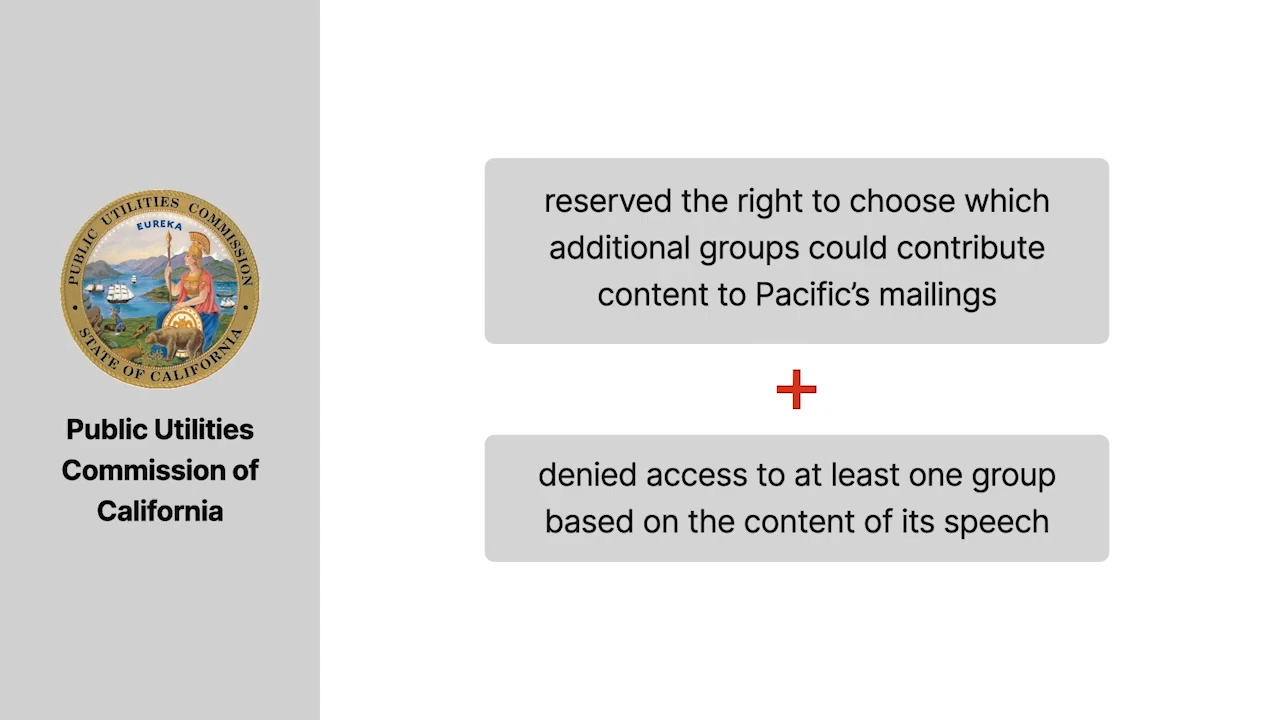 PUBLIC UTILITIES COMMISSION
EUREKA
STATE OF CALIFORNIA
Public Utilities
Commission of
California
reserved the right to choose which
additional groups could contribute
content to Pacific’s mailings
+
denied access to at least one group
based on the content of its speech